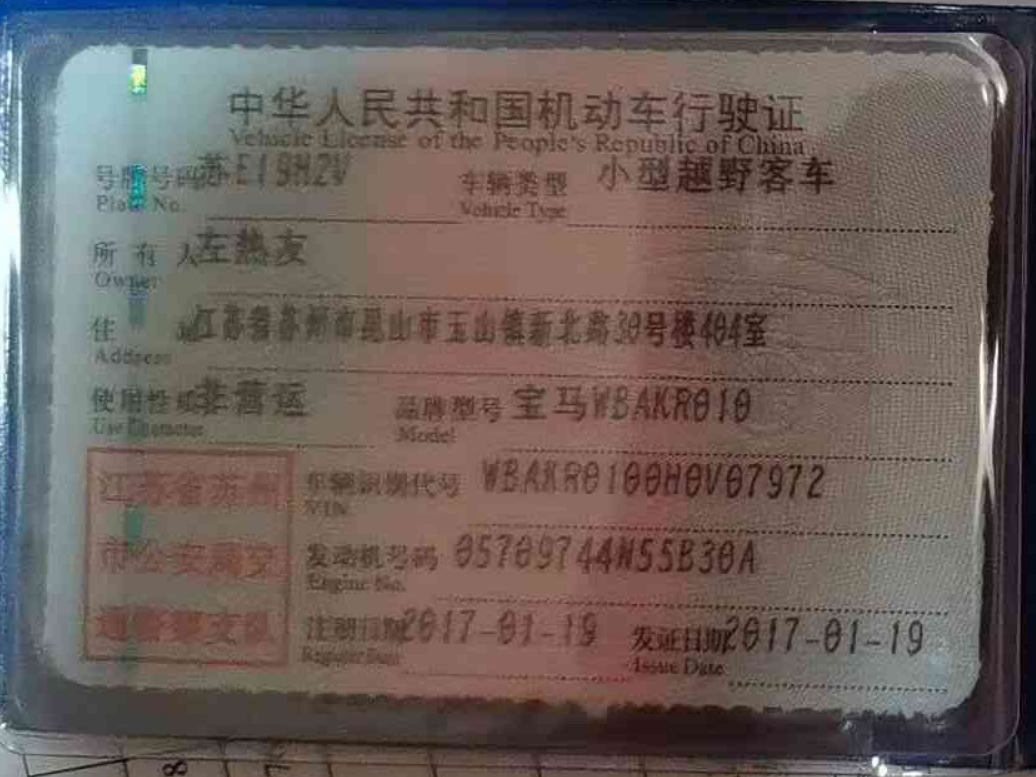 中华人民共和国机动车行驶证
Vehicle License of the People's Republic of China
号牌号码 苏E19H2V 车辆类型 小型越野客车
Plate No. Vehicle Type
所有人 左热友
Owner
住 江苏省苏州市昆山市玉山镇新北路30号楼404室
Address
使用性质 非营运 品牌型号 宝马WBAKR010
Use Character Model
江苏省苏州
市公安局交
通警察支队
车辆识别代号 WBAKR0100H0V07972
VIN
发动机号码 05709744N55B30A
Engine No.
注册日期 2017-01-19 发证日期 2017-01-19
Register Date Issue Date